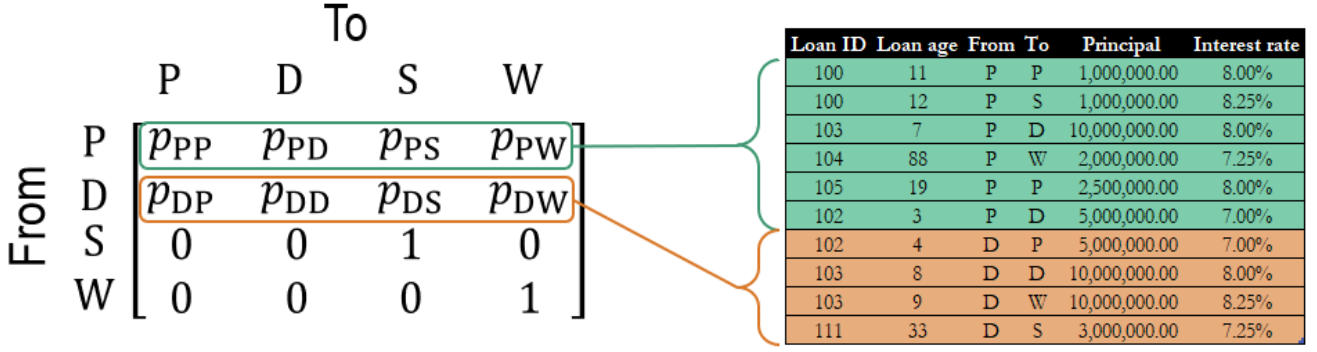 To
P D S W
From
P p_PP p_PD p_PS p_PW
D p_DP p_DD p_DS p_DW
S 0 0 1 0
W 0 0 0 1
Loan ID Loan age From To Principal Interest rate
100 11 P P 1,000,000.00 8.00%
100 12 P S 1,000,000.00 8.25%
103 7 P D 10,000,000.00 8.00%
104 88 P W 2,000,000.00 7.25%
105 19 P P 2,500,000.00 8.00%
102 3 P D 5,000,000.00 7.00%
102 4 D P 5,000,000.00 7.00%
103 8 D D 10,000,000.00 8.00%
103 9 D W 10,000,000.00 8.25%
111 33 D S 3,000,000.00 7.25%